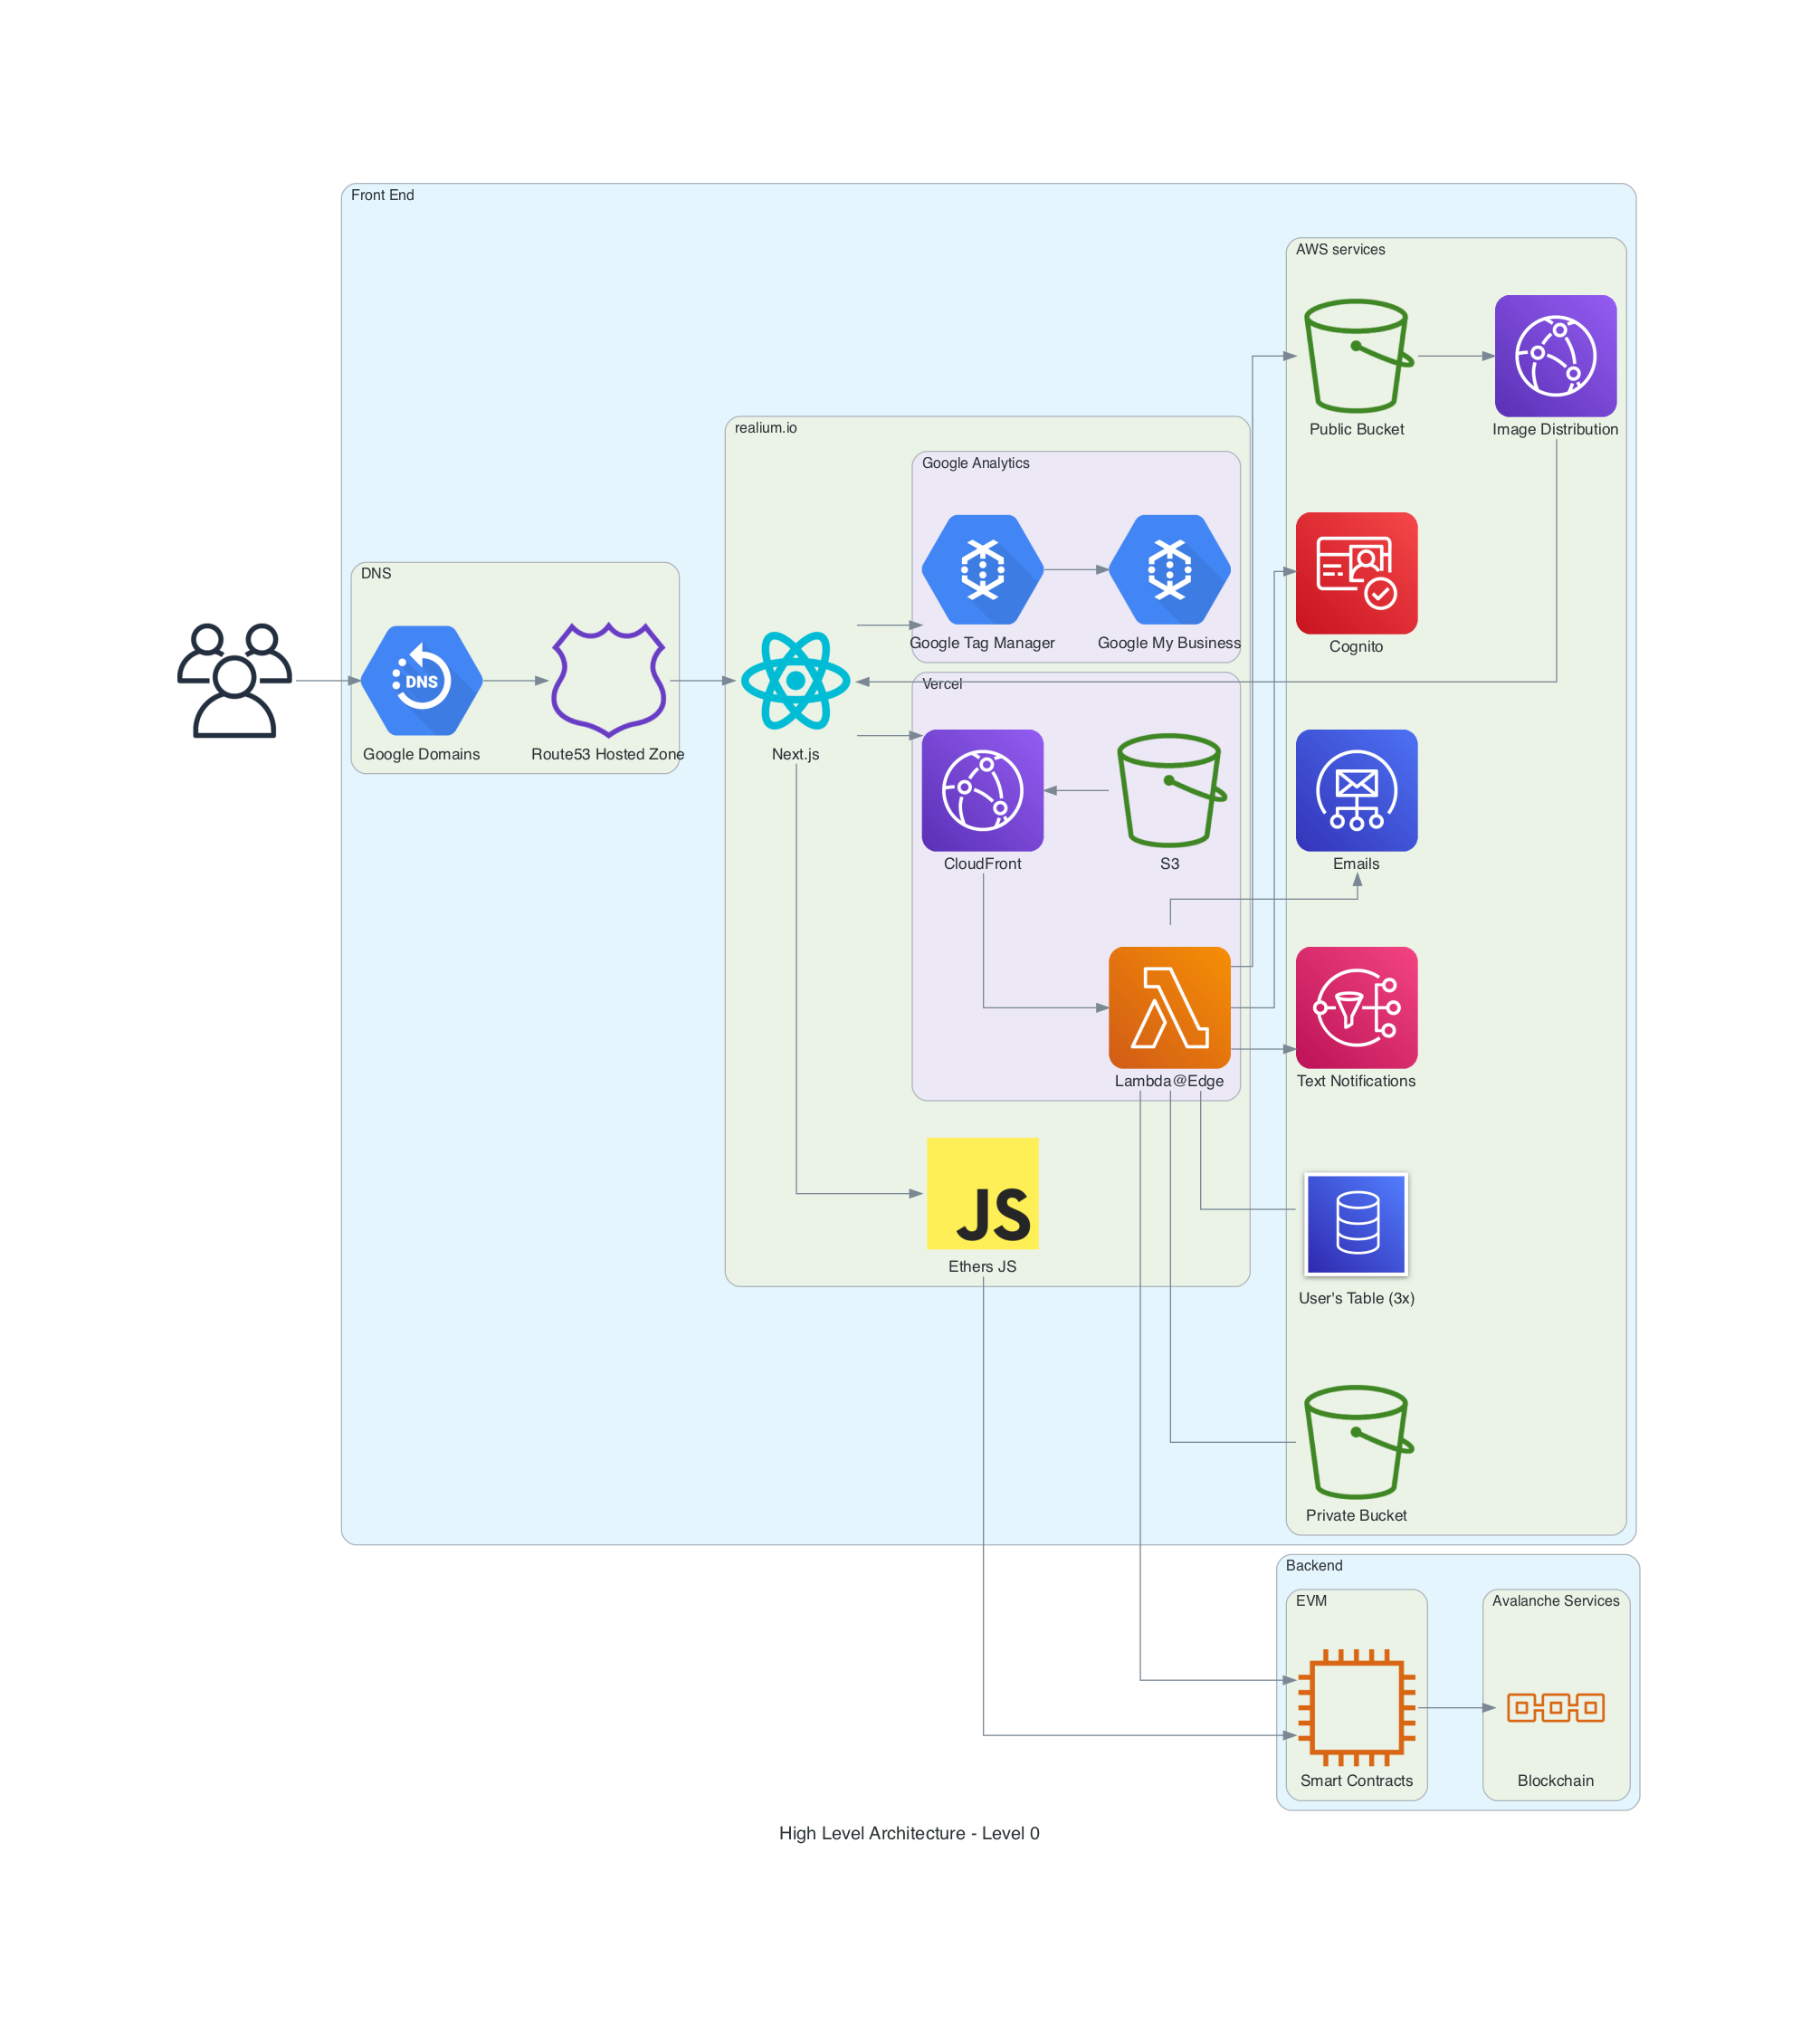 Front End
AWS services
Public Bucket
Image Distribution
realium.io
Google Analytics
Google Tag Manager
Google My Business
Cognito
DNS
DNS
Google Domains
Route53 Hosted Zone
Next.js
Vercel
CloudFront
S3
Emails
Lambda@Edge
Text Notifications
JS
Ethers JS
User's Table (3x)
Private Bucket
Backend
EVM
Avalanche Services
Smart Contracts
Blockchain
High Level Architecture - Level 0